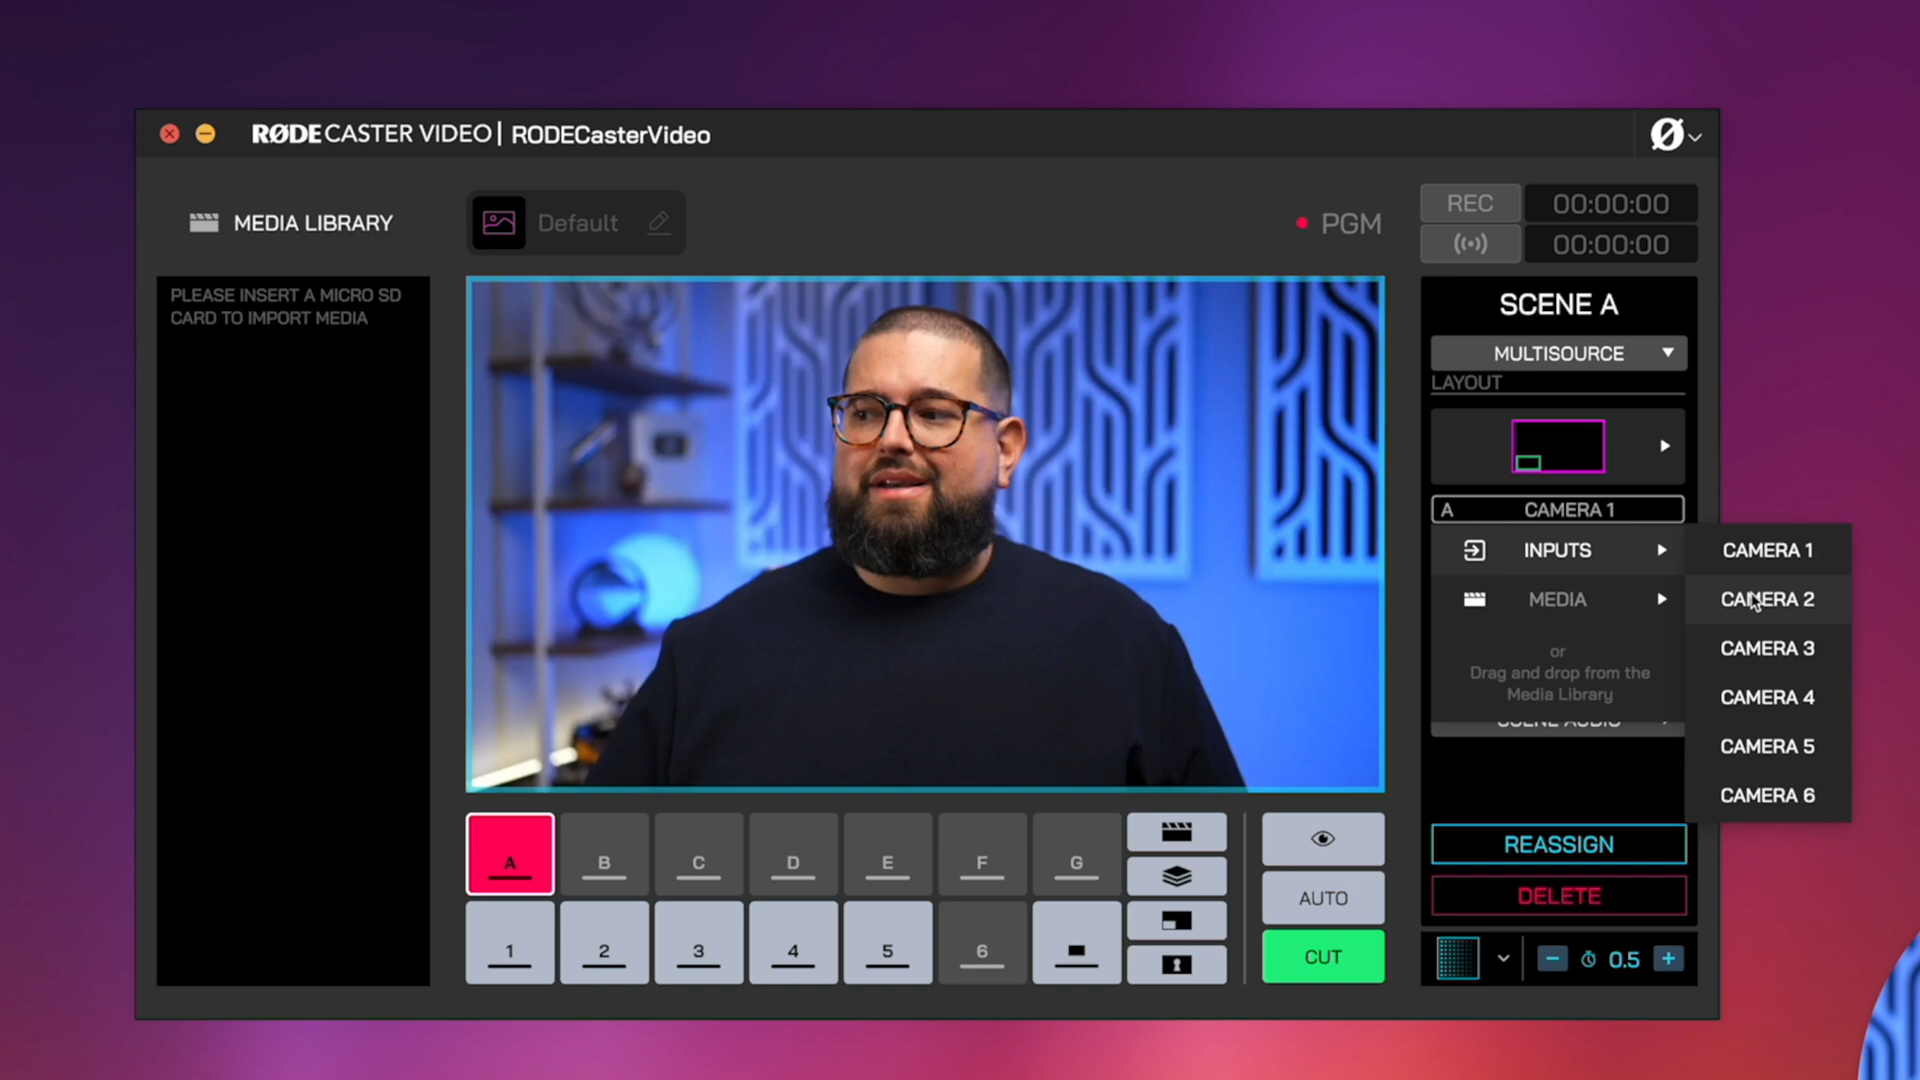 RØDECASTER VIDEO | RODECasterVideo
MEDIA LIBRARY
Default
PGM
REC
00:00:00
00:00:00
PLEASE INSERT A MICRO SD
CARD TO IMPORT MEDIA
SCENE A
MULTISOURCE
LAYOUT
A CAMERA 1
INPUTS
MEDIA
or
Drag and drop from the
Media Library
SCENE AUDIO
CAMERA 1
CAMERA 2
CAMERA 3
CAMERA 4
CAMERA 5
CAMERA 6
REASSIGN
DELETE
0.5
A
B
C
D
E
F
G
1
2
3
4
5
6
AUTO
CUT